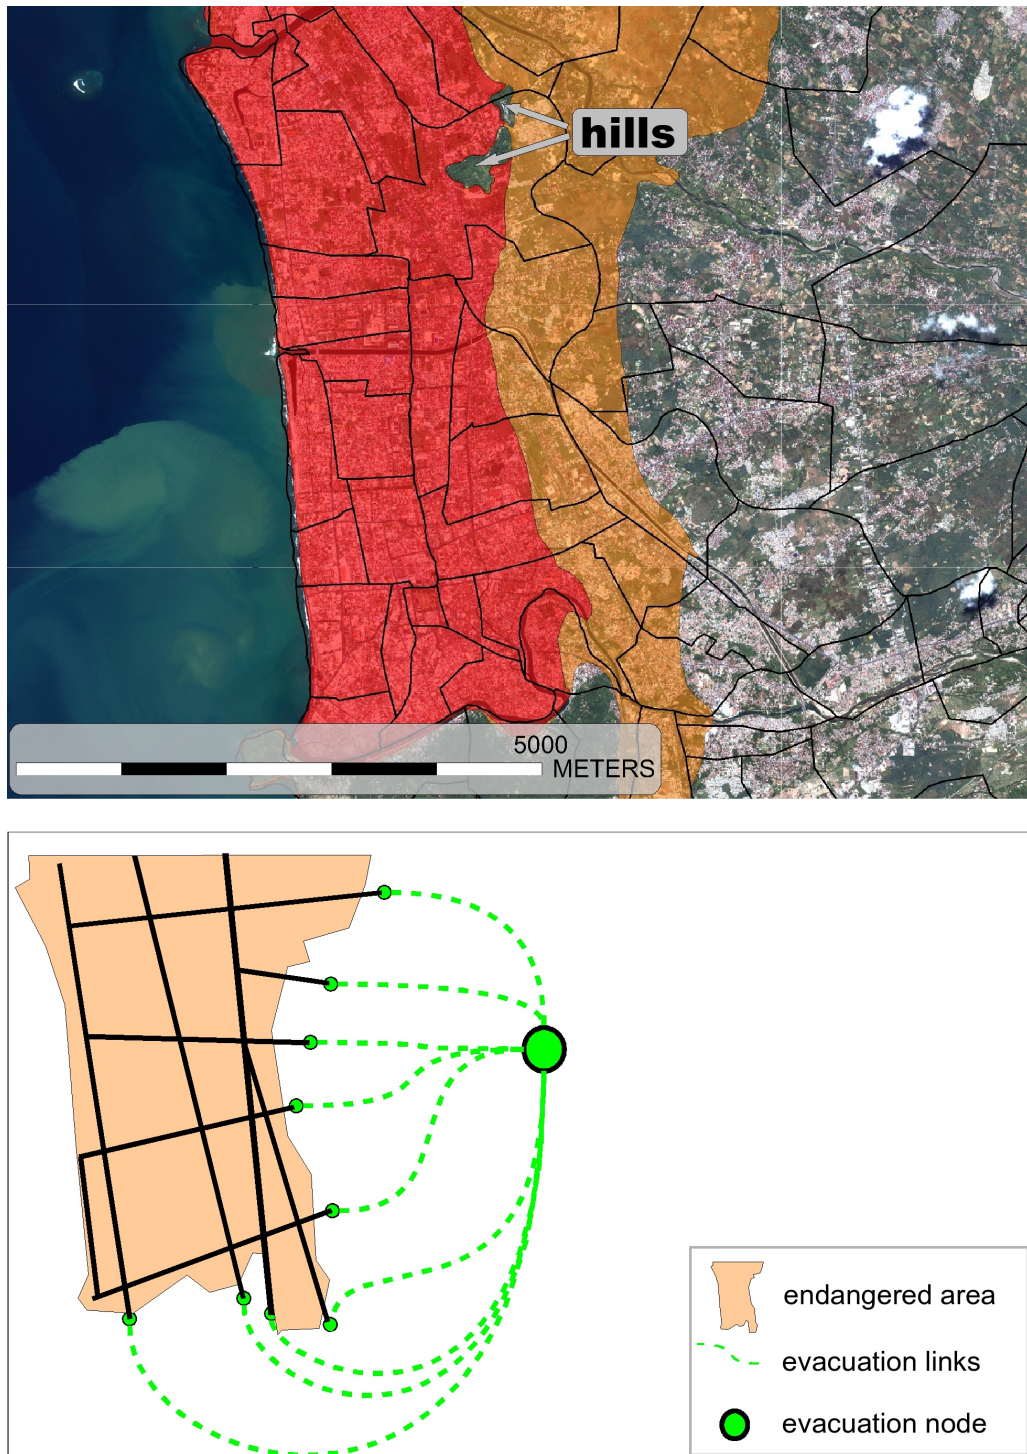 hills
5000
METERS
endangered area
evacuation links
evacuation node